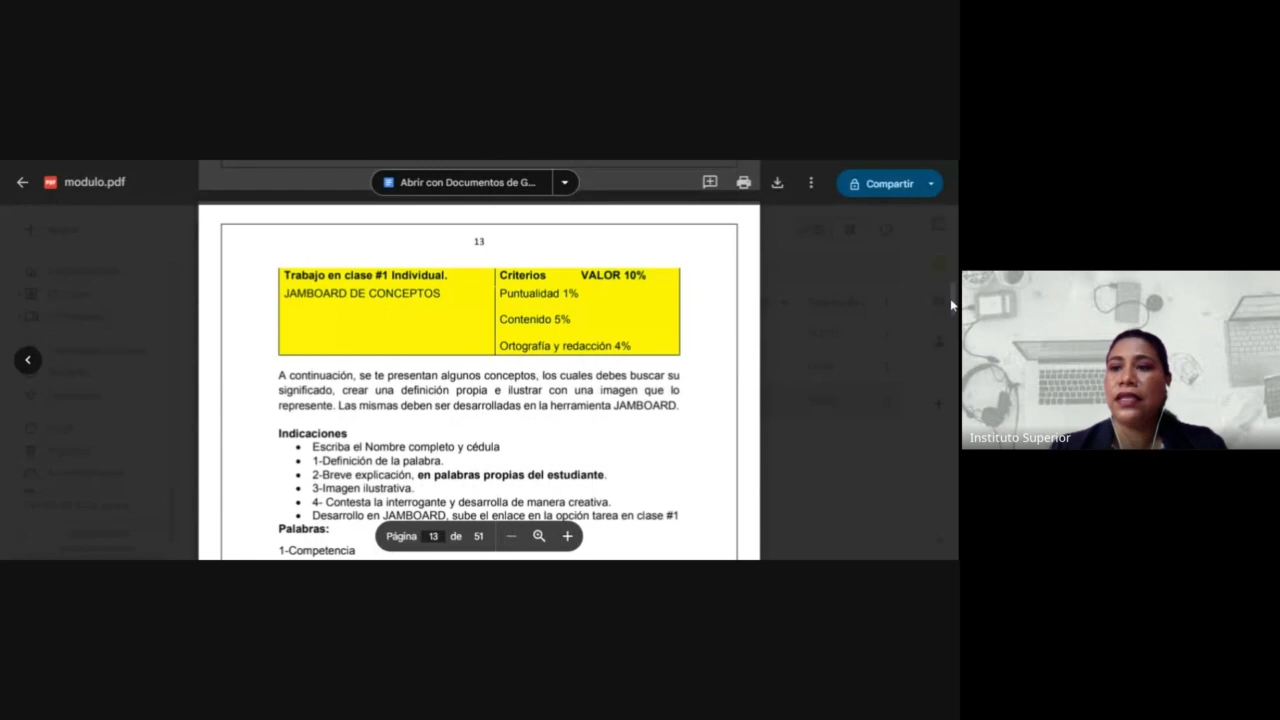 modulo.pdf
Abrir con Documentos de G...
Compartir
13
Trabajo en clase #1 Individual.
JAMBOARD DE CONCEPTOS
Criterios VALOR 10%
Puntualidad 1%
Contenido 5%
Ortografía y redacción 4%
A continuación, se te presentan algunos conceptos, los cuales debes buscar su
significado, crear una definición propia e ilustrar con una imagen que lo
represente. Las mismas deben ser desarrolladas en la herramienta JAMBOARD.
Indicaciones
• Escriba el Nombre completo y cédula
• 1-Definición de la palabra.
• 2-Breve explicación, en palabras propias del estudiante.
• 3-Imagen ilustrativa.
• 4- Contesta la interrogante y desarrolla de manera creativa.
• Desarrollo en JAMBOARD, sube el enlace en la opción tarea en clase #1
Palabras:
1-Competencia
Página 13 de 51
Instituto Superior